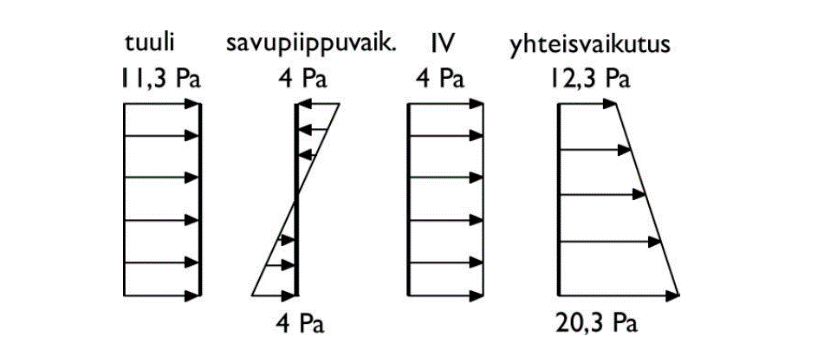 tuuli savupiippuvaik. IV yhteisvaikutus
11,3 Pa 4 Pa 4 Pa 12,3 Pa
4 Pa 20,3 Pa